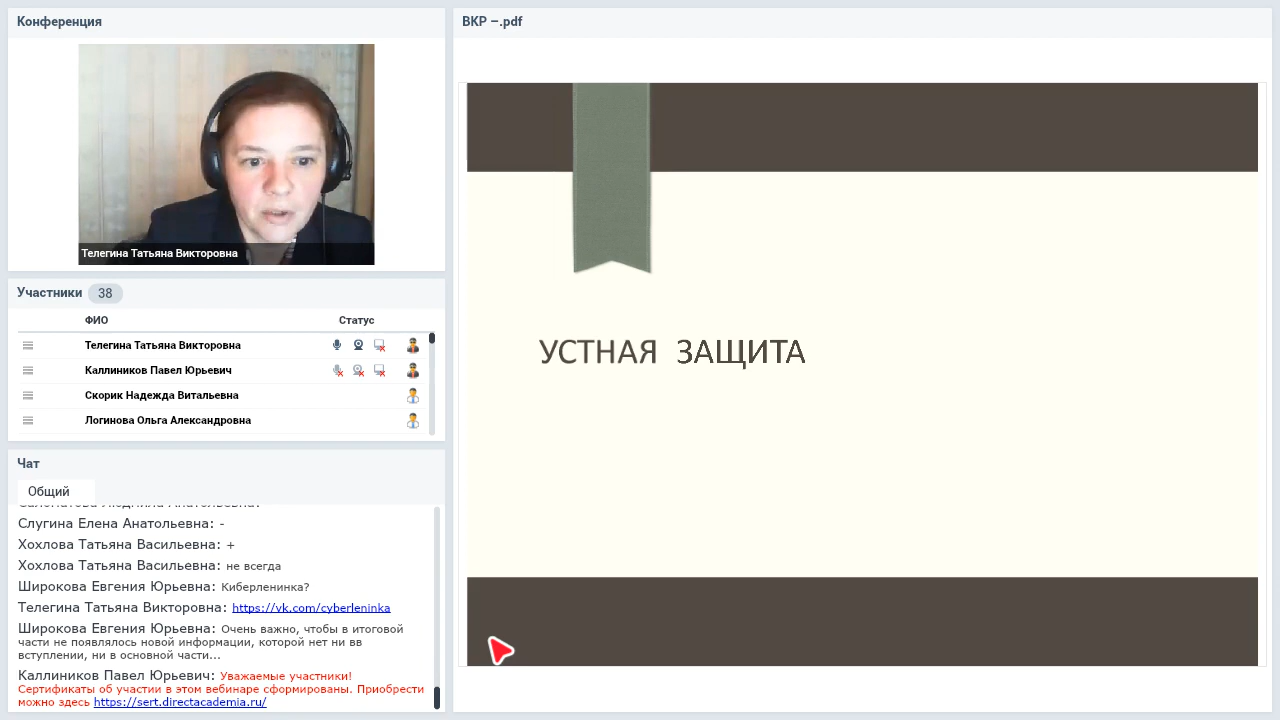 Конференция
Телегина Татьяна Викторовна
Участники 38
ФИО Статус
Телегина Татьяна Викторовна
Каллиников Павел Юрьевич
Скорик Надежда Витальевна
Логинова Ольга Александровна
Чат
Общий
Слугина Елена Анатольевна: -
Хохлова Татьяна Васильевна: +
Хохлова Татьяна Васильевна: не всегда
Широкова Евгения Юрьевна: Киберленинка?
Телегина Татьяна Викторовна: https://vk.com/cyberleninka
Широкова Евгения Юрьевна: Очень важно, чтобы в итоговой
части не появлялось новой информации, которой нет ни вв
вступлении, ни в основной части...
Каллиников Павел Юрьевич: Уважаемые участники!
Сертификаты об участии в этом вебинаре сформированы. Приобрести
можно здесь https://sert.directacademia.ru/
ВКР –.pdf
УСТНАЯ ЗАЩИТА